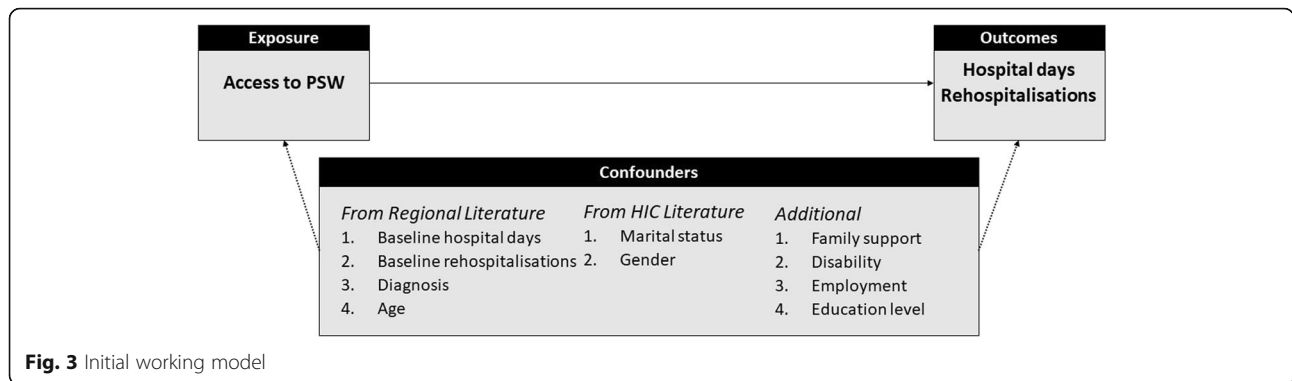 Exposure
Access to PSW
Outcomes
Hospital days
Rehospitalisations
Confounders
From Regional Literature
1. Baseline hospital days
2. Baseline rehospitalisations
3. Diagnosis
4. Age
From HIC Literature
1. Marital status
2. Gender
Additional
1. Family support
2. Disability
3. Employment
4. Education level
Fig. 3 Initial working model